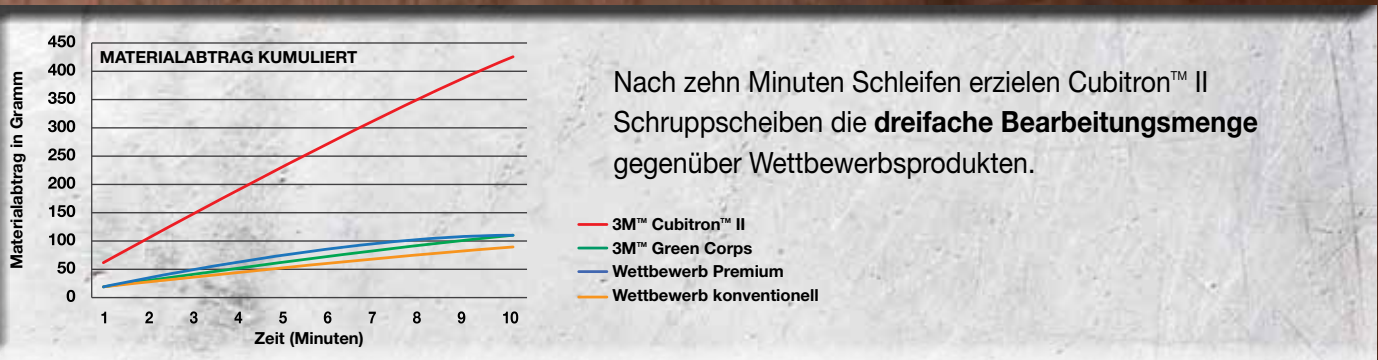 MATERIALABTRAG KUMULIERT
Materialabtrag in Gramm
450
400
350
300
250
200
150
100
50
0
1 2 3 4 5 6 7 8 9 10
Zeit (Minuten)
Nach zehn Minuten Schleifen erzielen Cubitron™ II
Schruppscheiben die dreifache Bearbeitungsmenge
gegenüber Wettbewerbsprodukten.
3M™ Cubitron™ II
3M™ Green Corps
Wettbewerb Premium
Wettbewerb konventionell